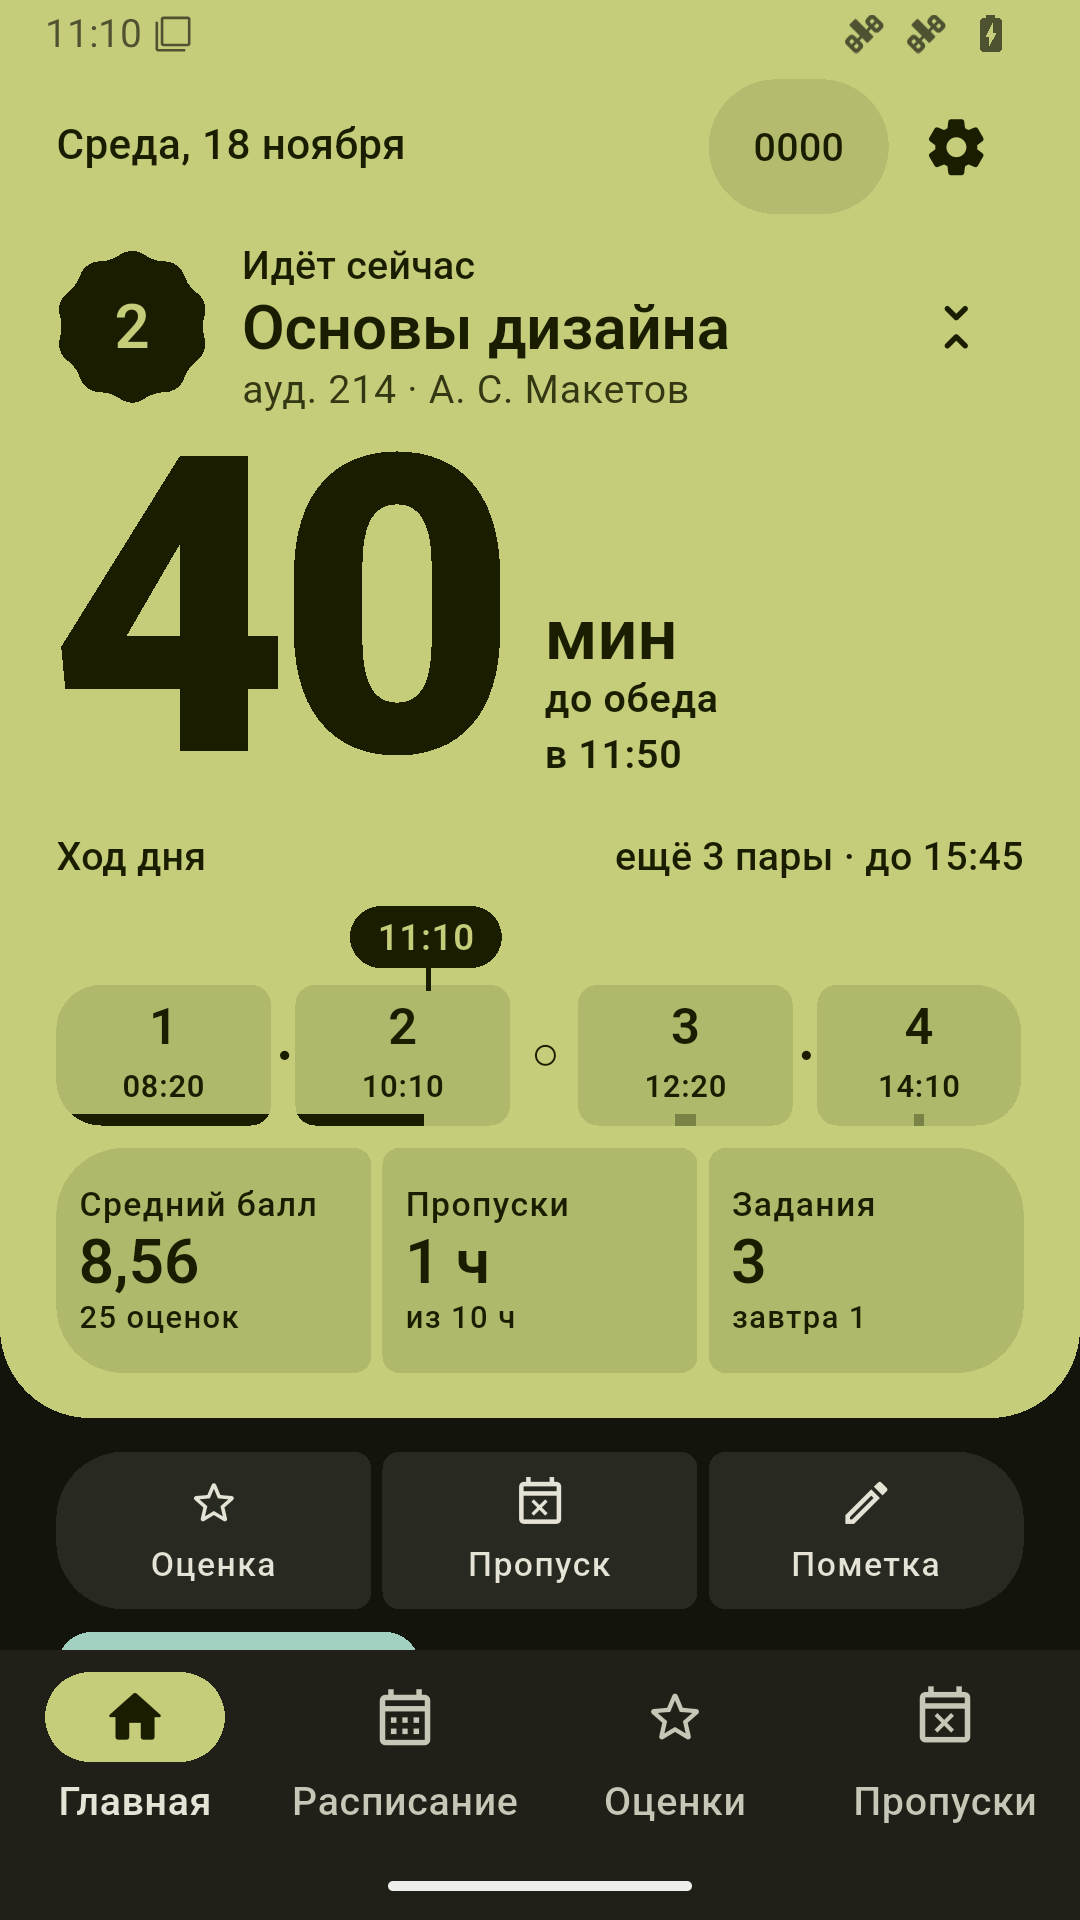 11:10
Среда, 18 ноября
0000
2
Идёт сейчас
Основы дизайна
ауд. 214 · А. С. Макетов
40
мин
до обеда
в 11:50
Ход дня
ещё 3 пары · до 15:45
11:10
1
08:20
2
10:10
3
12:20
4
14:10
Средний балл
8,56
25 оценок
Пропуски
1 ч
из 10 ч
Задания
3
завтра 1
Оценка
Пропуск
Пометка
Главная
Расписание
Оценки
Пропуски